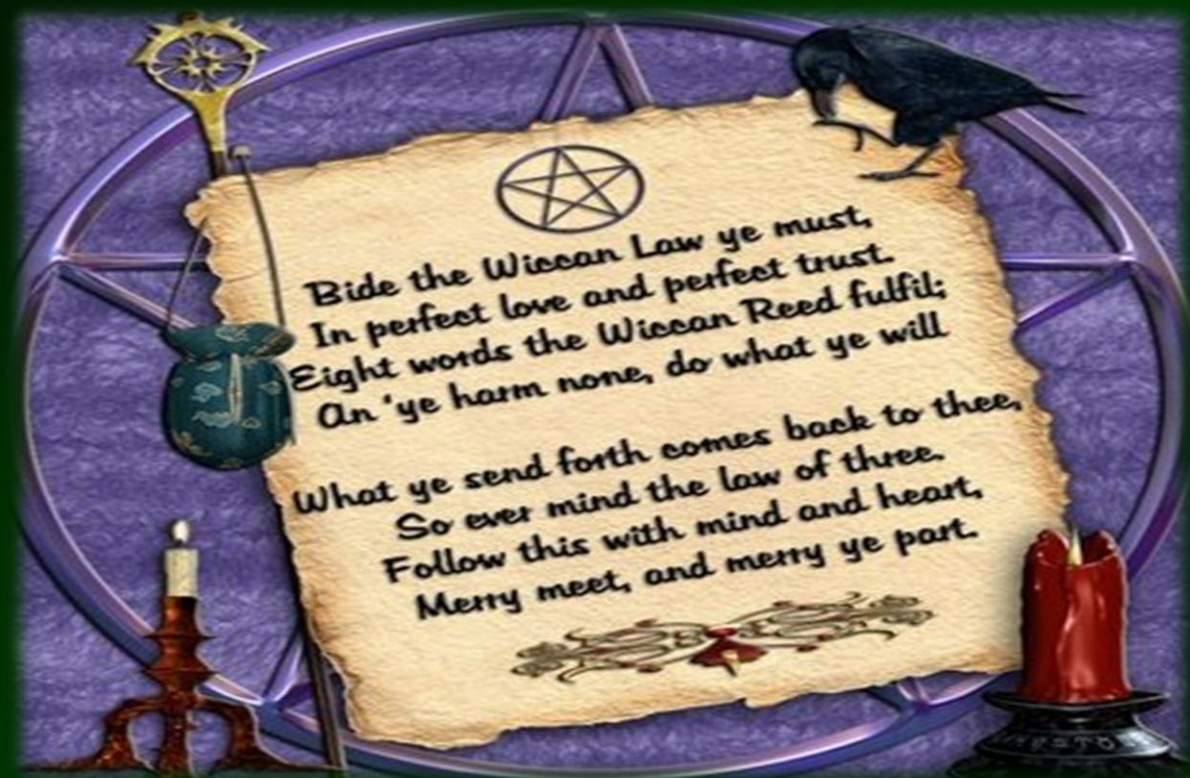 Bide the Wiccan Law ye must,
In perfect love and perfect trust.
Eight words the Wiccan Reed fulfil;
An 'ye harm none, do what ye will
What ye send forth comes back to thee,
So ever mind the law of three.
Follow this with mind and heart,
Merry meet, and merry ye part.